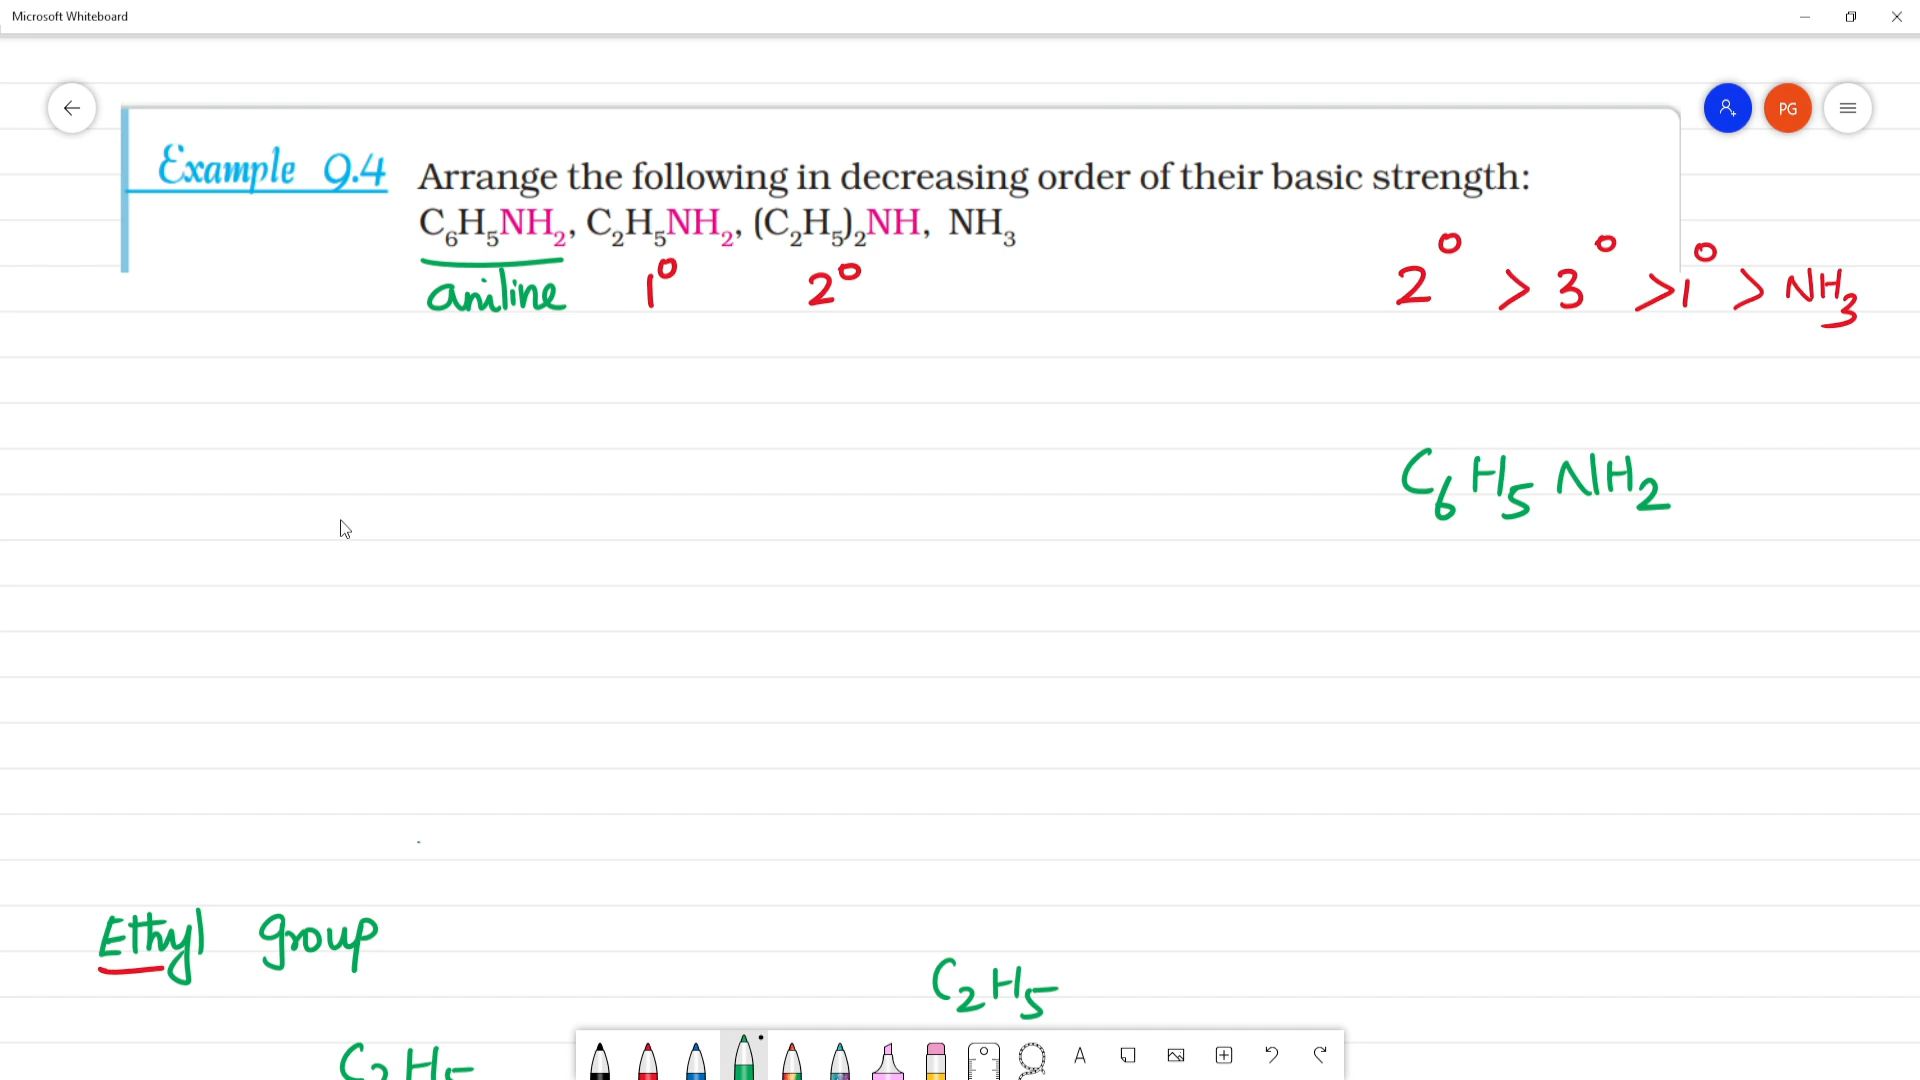 Microsoft Whiteboard
PG
Example 9.4 Arrange the following in decreasing order of their basic strength:
C₆H₅NH₂, C₂H₅NH₂, (C₂H₅)₂NH, NH₃
aniline 1° 2° 2° > 3° > 1° > NH₃
C₆H₅NH₂
Ethyl group
C₂H₅
C₂H₅
A